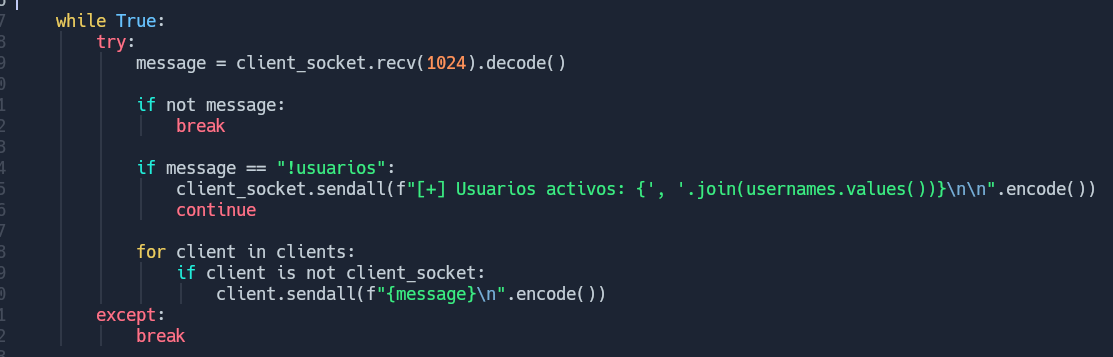 while True:
try:
message = client_socket.recv(1024).decode()
if not message:
break
if message == "!usuarios":
client_socket.sendall(f"[+] Usuarios activos: {', '.join(usernames.values())}\n\n".encode())
continue
for client in clients:
if client is not client_socket:
client.sendall(f"{message}\n".encode())
except:
break